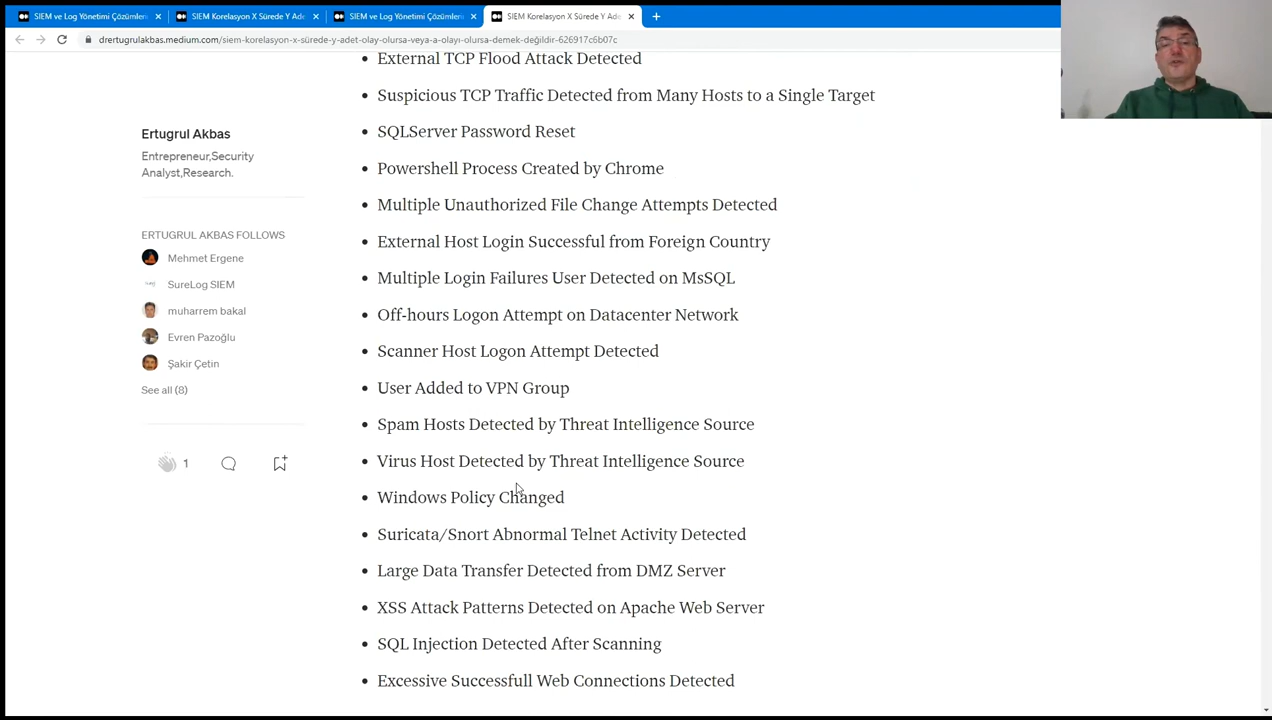 SIEM ve Log Yönetimi Çözümleri
SIEM Korelasyon X Sürede Y Ade
SIEM ve Log Yönetimi Çözümleri
SIEM Korelasyon X Sürede Y Ade
drertugrulakbas.medium.com/siem-korelasyon-x-sürede-y-adet-olay-olursa-veya-a-olayı-olursa-demek-değildir-626917c6b07c
External TCP Flood Attack Detected
Suspicious TCP Traffic Detected from Many Hosts to a Single Target
SQLServer Password Reset
Powershell Process Created by Chrome
Multiple Unauthorized File Change Attempts Detected
External Host Login Successful from Foreign Country
Multiple Login Failures User Detected on MsSQL
Off-hours Logon Attempt on Datacenter Network
Scanner Host Logon Attempt Detected
User Added to VPN Group
Spam Hosts Detected by Threat Intelligence Source
Virus Host Detected by Threat Intelligence Source
Windows Policy Changed
Suricata/Snort Abnormal Telnet Activity Detected
Large Data Transfer Detected from DMZ Server
XSS Attack Patterns Detected on Apache Web Server
SQL Injection Detected After Scanning
Excessive Successfull Web Connections Detected
Ertugrul Akbas
Entrepreneur,Security
Analyst,Research.
ERTUGRUL AKBAS FOLLOWS
Mehmet Ergene
SureLog SIEM
muharrem bakal
Evren Pazoğlu
Şakir Çetin
See all (8)
1